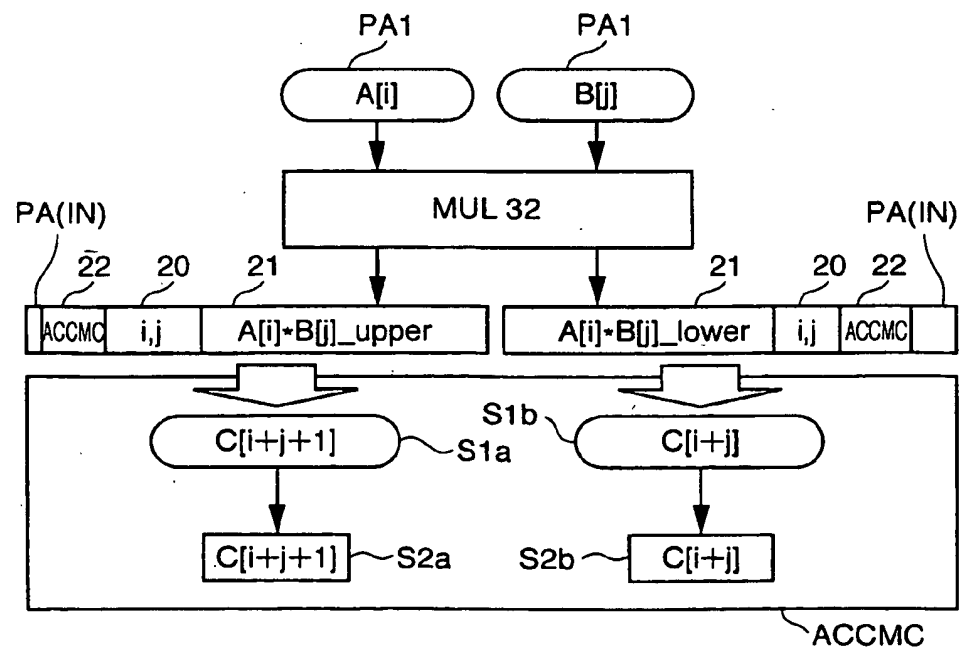 PA1 PA1
A[i] B[j]
MUL 32
PA(IN) PA(IN)
22 20 21 21 20 22
ACCMC i,j A[i]*B[j]_upper A[i]*B[j]_lower i,j ACCMC
C[i+j+1] S1a S1b C[i+j]
C[i+j+1] S2a S2b C[i+j]
ACCMC